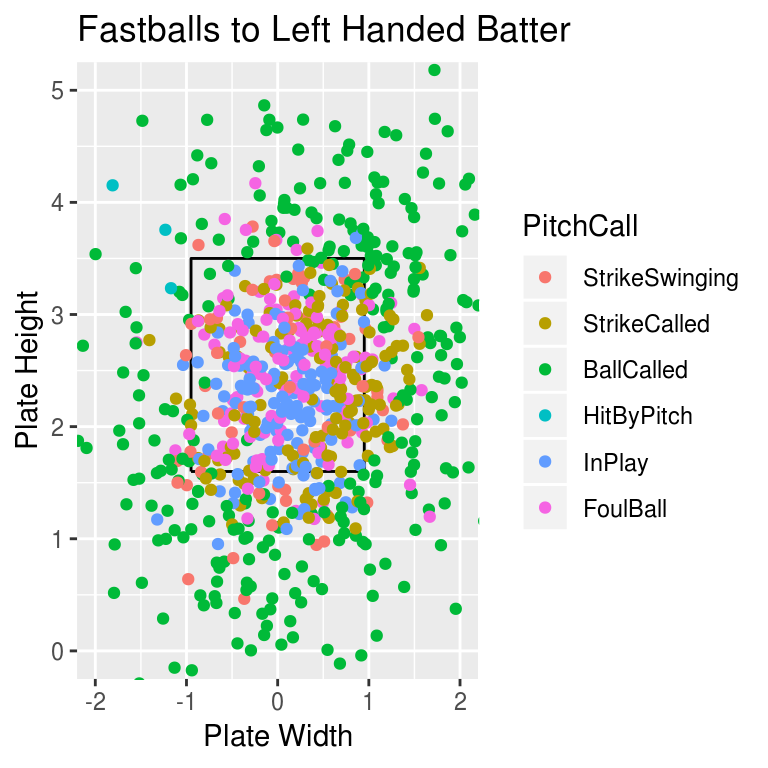 Fastballs to Left Handed Batter
Plate Height
5
4
3
2
1
0
-2 -1 0 1 2
Plate Width
PitchCall
StrikeSwinging
StrikeCalled
BallCalled
HitByPitch
InPlay
FoulBall